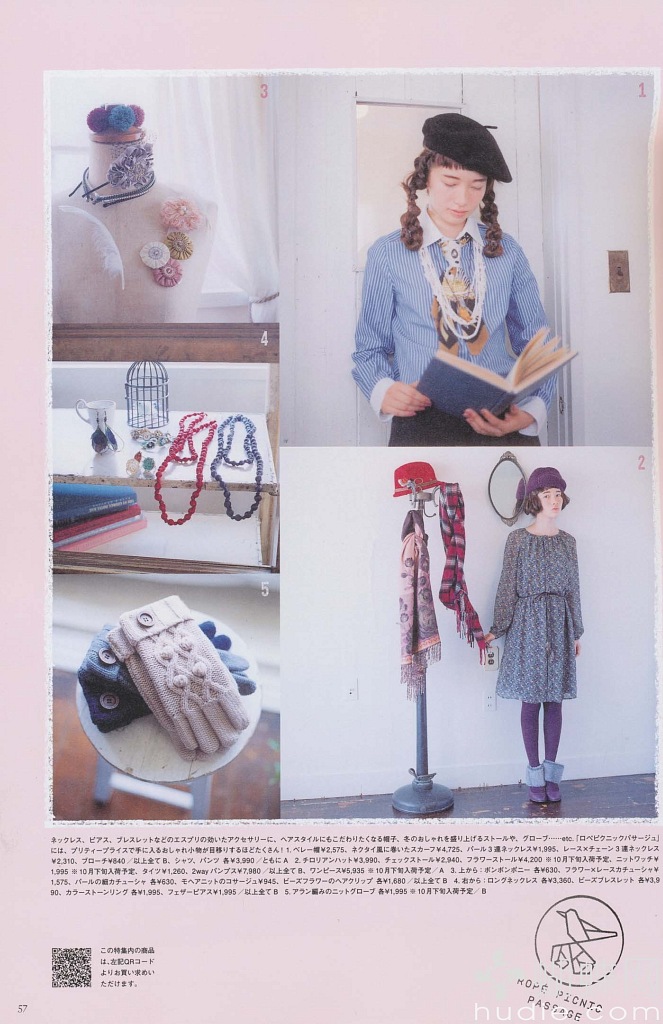 3
1
4
2
5
ネックレス、ピアス、ブレスレットなどのエスプリの効いたアクセサリーに、ヘアスタイルにもこだわりたくなる帽子、冬のおしゃれを盛り上げるストールや、グローブ……etc.「ロペピクニックパサージュ」
には、プリティープライスで手に入るおしゃれ小物が目移りするほどたくさん! 1. ベレー帽¥2,575、ネクタイ風に巻いたスカーフ¥4,725、パール3連ネックレス¥1,995、レース×チェーン3連ネックレス
¥2,310、ブローチ¥840／以上全てB、シャツ、パンツ 各¥3,990／ともにA 2. チロリアンハット¥3,990、チェックストール¥2,940、フラワーストール¥4,200 ※10月下旬入荷予定、ニットワッチ¥
1,995 ※10月下旬入荷予定、タイツ¥1,260、2wayパンプス¥7,980／以上全てB、ワンピース¥5,935 ※10月下旬入荷予定／A 3. 上から：ボンボンポニー 各¥630、フラワー×レースカチューシャ¥
1,575、パールの細カチューシャ 各¥630、モヘアニットのコサージュ¥945、ビーズフラワーのヘアクリップ 各¥1,680／以上全てB 4. 右から：ロングネックレス 各¥3,360、ビーズブレスレット 各¥3,9
90、カラーストーンリング 各¥1,995、フェザーピアス¥1,995／以上全てB 5. アラン編みのニットグローブ 各¥1,995 ※10月下旬入荷予定／B
この特集内の商品
は、左記QRコード
よりお買い求めい
ただけます。
ROPÉ PICNIC
PASSAGE
57
hudie.com